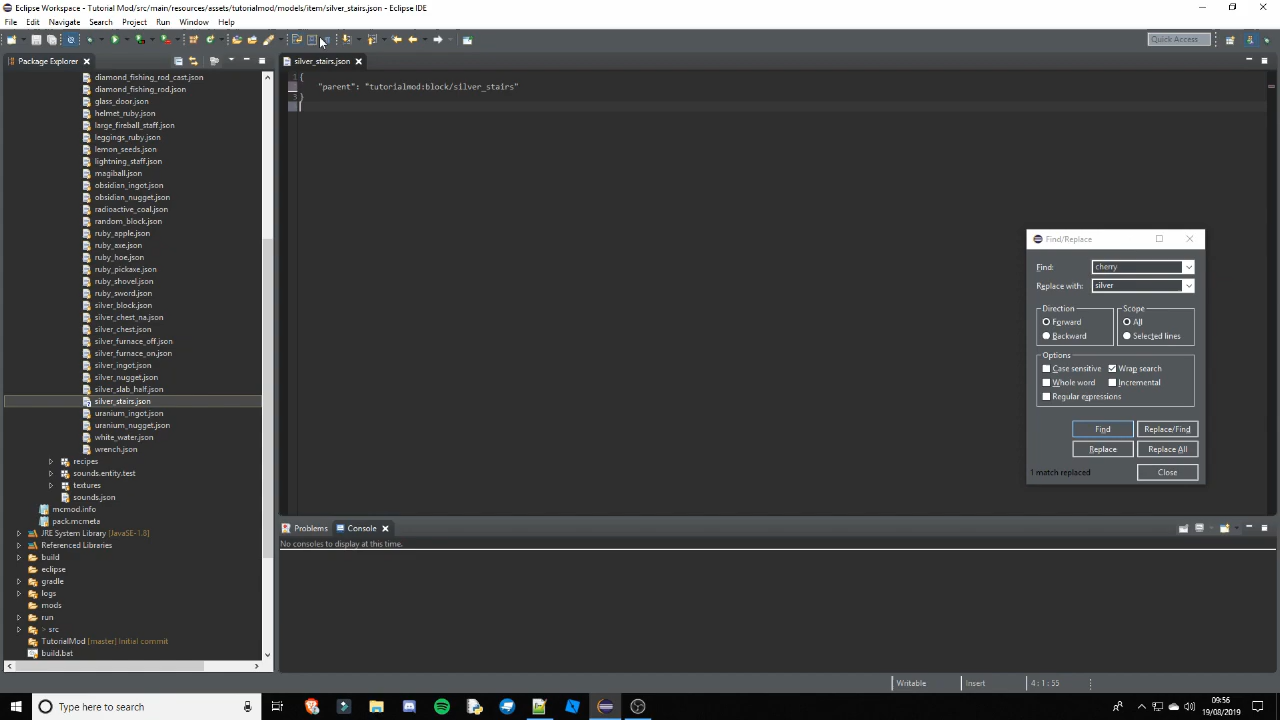 Eclipse Workspace - Tutorial Mod/src/main/resources/assets/tutorialmod/models/item/silver_stairs.json - Eclipse IDE
File Edit Navigate Search Project Run Window Help
Quick Access
Package Explorer
silver_stairs.json
diamond_fishing_rod_cast.json
diamond_fishing_rod.json
glass_door.json
helmet_ruby.json
large_fireball_staff.json
leggings_ruby.json
lemon_seeds.json
lightning_staff.json
magiball.json
obsidian_ingot.json
obsidian_nugget.json
radioactive_coal.json
random_block.json
ruby_apple.json
ruby_axe.json
ruby_hoe.json
ruby_pickaxe.json
ruby_shovel.json
ruby_sword.json
silver_block.json
silver_chest_na.json
silver_chest.json
silver_furnace_off.json
silver_furnace_on.json
silver_ingot.json
silver_nugget.json
silver_slab_half.json
silver_stairs.json
uranium_ingot.json
uranium_nugget.json
white_water.json
wrench.json
recipes
sounds.entity.test
textures
sounds.json
mcmod.info
pack.mcmeta
JRE System Library [JavaSE-1.8]
Referenced Libraries
build
eclipse
gradle
logs
mods
run
> src
TutorialMod [master] Initial commit
build.bat
1 {
"parent": "tutorialmod:block/silver_stairs"
3 }
Find/Replace
Find: cherry
Replace with: silver
Direction
Forward
Backward
Scope
All
Selected lines
Options
Case sensitive
Wrap search
Whole word
Incremental
Regular expressions
Find
Replace/Find
Replace
Replace All
1 match replaced
Close
Problems
Console
No consoles to display at this time.
Writable
Insert
4 : 1 : 55
Type here to search
09:56
19/08/2019